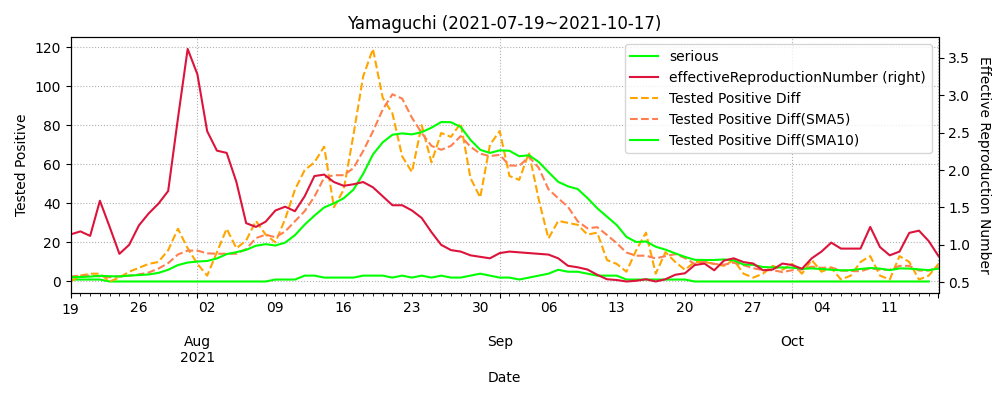 Yamaguchi (2021-07-19~2021-10-17)
serious
effectiveReproductionNumber (right)
Tested Positive Diff
Tested Positive Diff(SMA5)
Tested Positive Diff(SMA10)
Tested Positive
120
100
80
60
40
20
0
Effective Reproduction Number
3.5
3.0
2.5
2.0
1.5
1.0
0.5
19 26 02 09 16 23 30 06 13 20 27 04 11
Aug Sep Oct
2021
Date